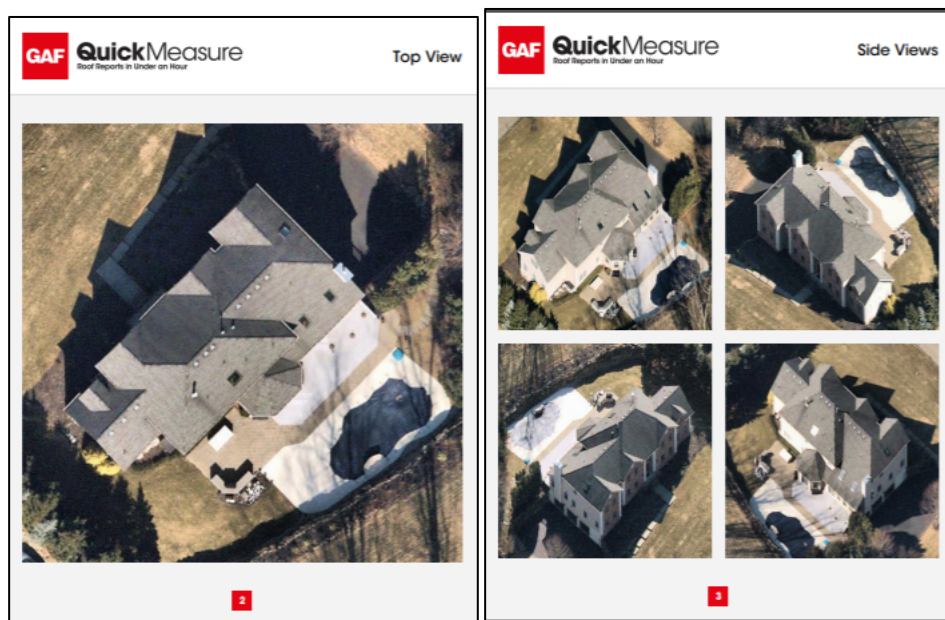 GAF
QuickMeasure
Roof Reports in Under an Hour
Top View
2
GAF
QuickMeasure
Roof Reports in Under an Hour
Side Views
3